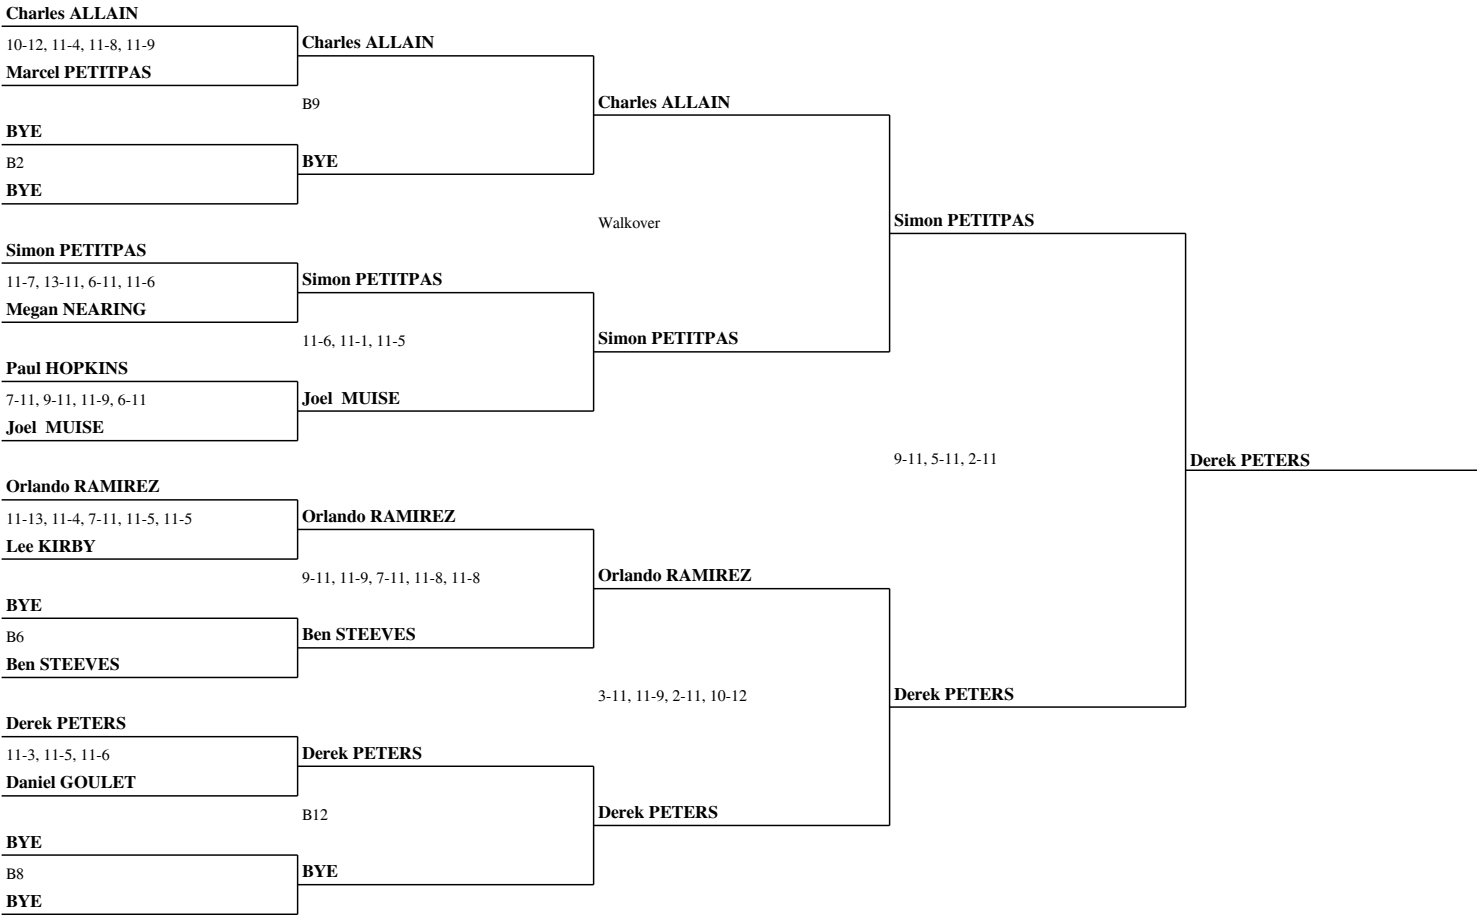 Charles ALLAIN
10-12, 11-4, 11-8, 11-9
Marcel PETITPAS
BYE
B2
BYE
Simon PETITPAS
11-7, 13-11, 6-11, 11-6
Megan NEARING
Paul HOPKINS
7-11, 9-11, 11-9, 6-11
Joel  MUISE
Orlando RAMIREZ
11-13, 11-4, 7-11, 11-5, 11-5
Lee KIRBY
BYE
B6
Ben STEEVES
Derek PETERS
11-3, 11-5, 11-6
Daniel GOULET
BYE
B8
BYE
Charles ALLAIN
B9
BYE
Simon PETITPAS
11-6, 11-1, 11-5
Joel  MUISE
Orlando RAMIREZ
9-11, 11-9, 7-11, 11-8, 11-8
Ben STEEVES
Derek PETERS
B12
BYE
Charles ALLAIN
Walkover
Simon PETITPAS
Orlando RAMIREZ
3-11, 11-9, 2-11, 10-12
Derek PETERS
Simon PETITPAS
9-11, 5-11, 2-11
Derek PETERS
Derek PETERS